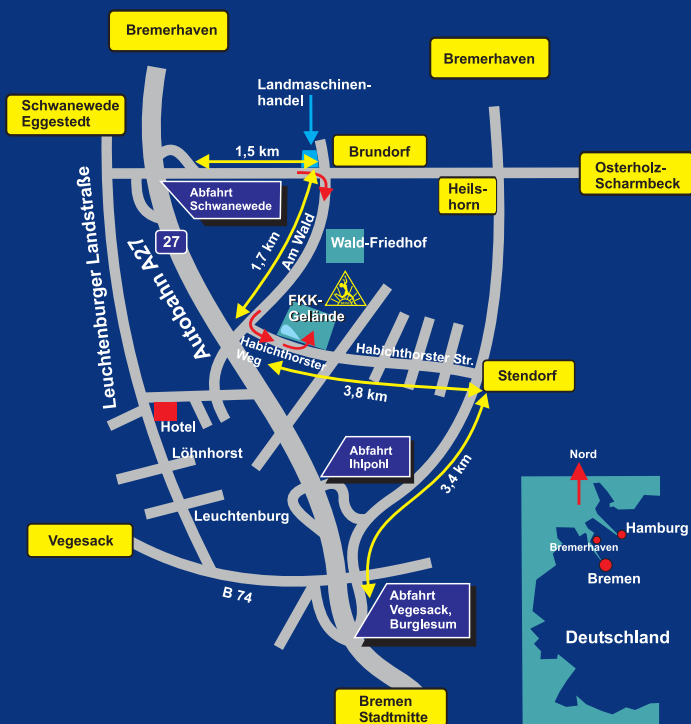 Bremerhaven
Bremerhaven
Landmaschinen-
handel
Schwanewede
Eggestedt
1,5 km
Brundorf
Osterholz-
Scharmbeck
Heils-
horn
Abfahrt
Schwanewede
27
Autobahn A27
Leuchtenburger Landstraße
1,7 km
Am Wald
Wald-Friedhof
FKK-
Gelände
Habichthorster
Weg
Habichthorster Str.
3,8 km
Stendorf
Hotel
Löhnhorst
Abfahrt
Ihlpohl
3,4 km
Leuchtenburg
Vegesack
B 74
Abfahrt
Vegesack,
Burglesum
Bremen
Stadtmitte
Nord
Hamburg
Bremerhaven
Bremen
Deutschland